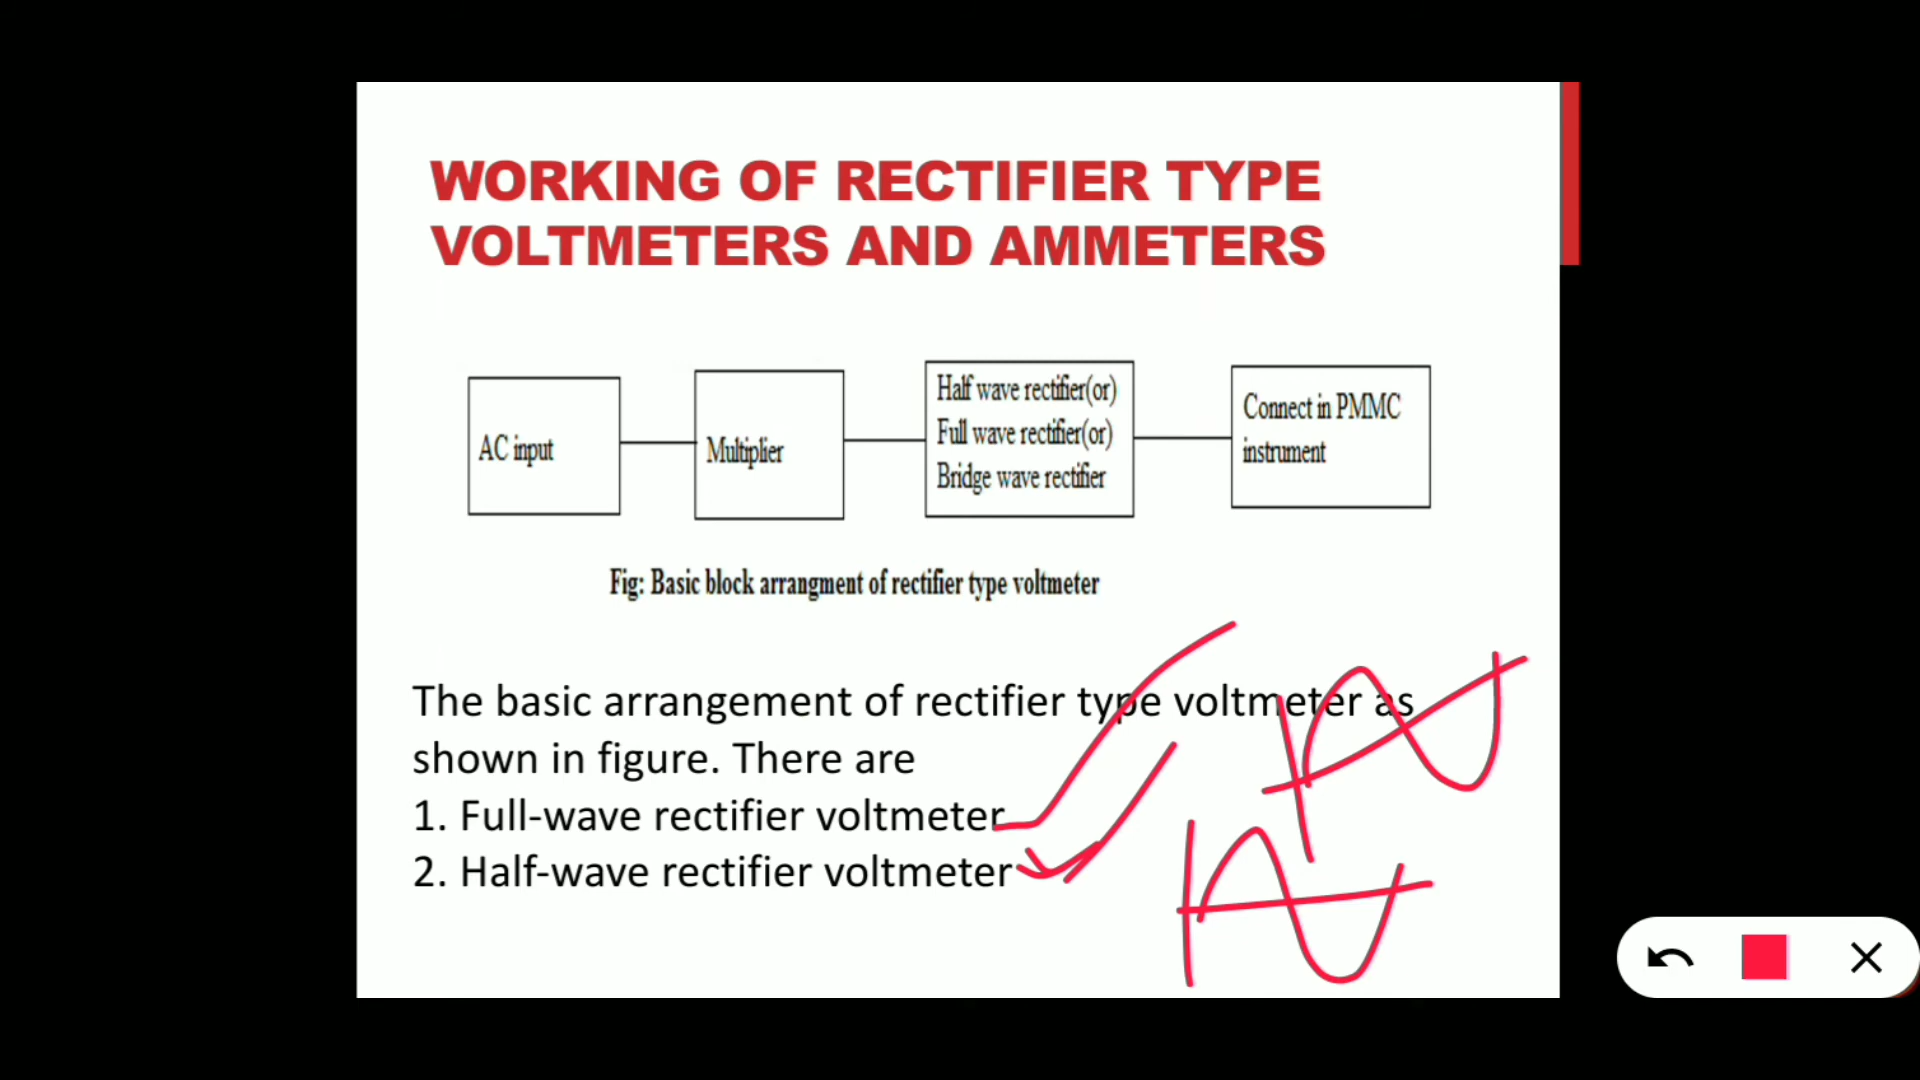 WORKING OF RECTIFIER TYPE
VOLTMETERS AND AMMETERS
AC input
Multiplier
Half wave rectifier(or)
Full wave rectifier(or)
Bridge wave rectifier
Connect in PMMC
instrument
Fig: Basic block arrangment of rectifier type voltmeter
The basic arrangement of rectifier type voltmeter as
shown in figure. There are
1. Full-wave rectifier voltmeter
2. Half-wave rectifier voltmeter